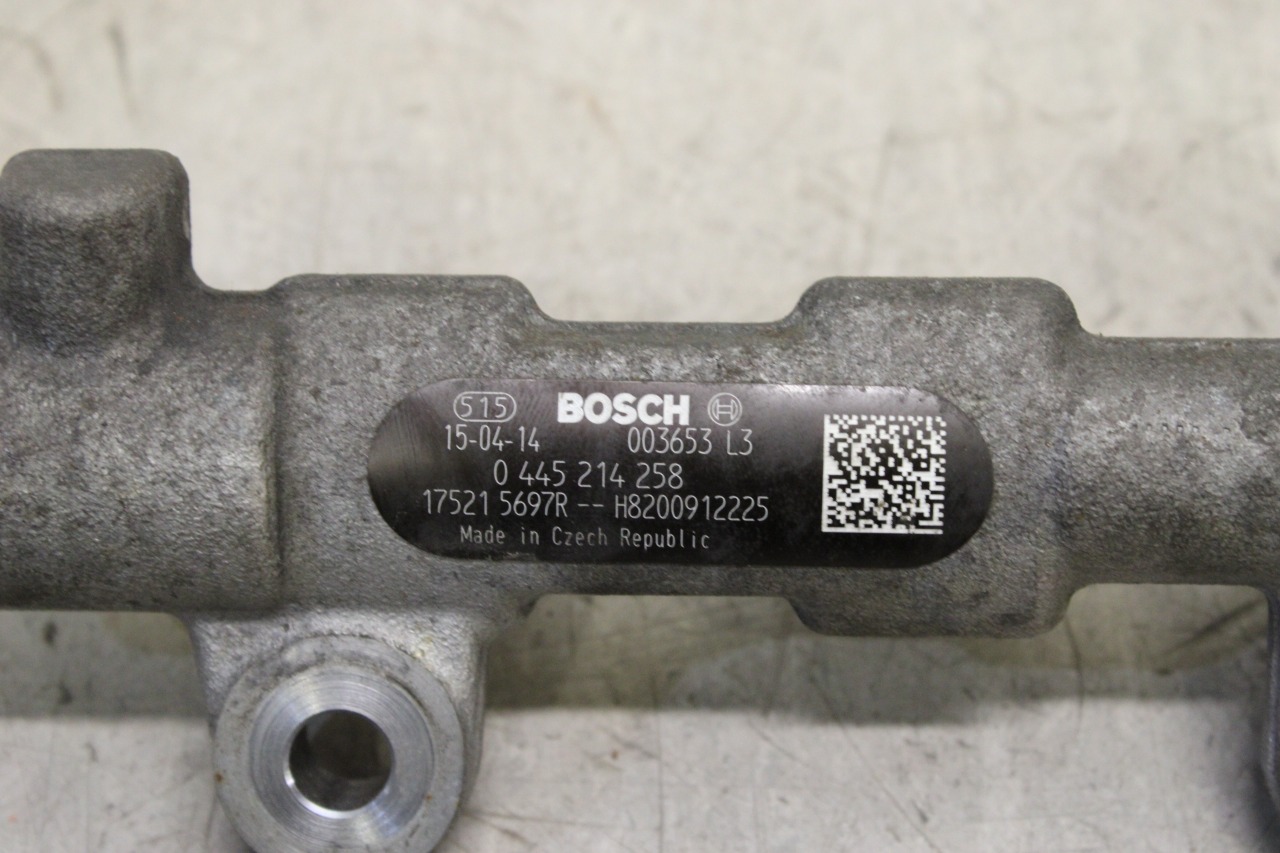 515 BOSCH
15-04-14 003653 L3
0 445 214 258
17521 5697R -- H8200912225
Made in Czech Republic